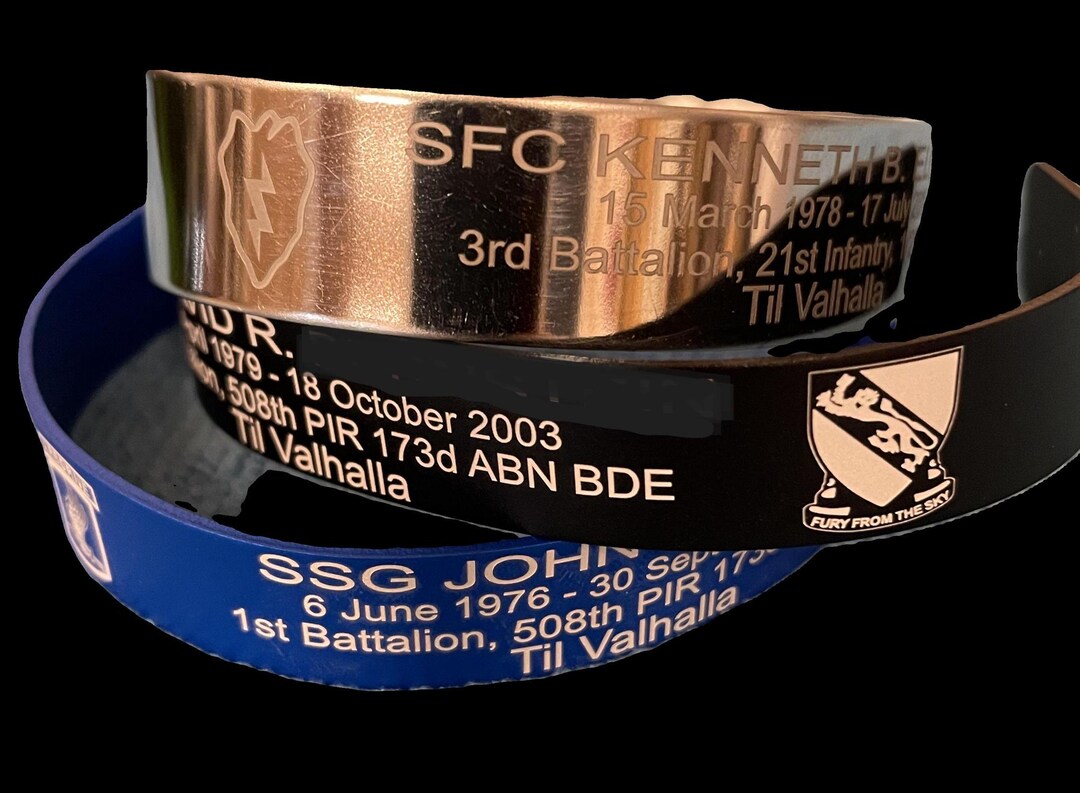 SFC KENNETH B.
15 March 1978 - 17 July
3rd Battalion, 21st Infantry,
Til Valhalla
R.
1979 - 18 October 2003
508th PIR 173d ABN BDE
Til Valhalla
FURY FROM THE SKY
SSG JOHN
6 June 1976 - 30 Sep
1st Battalion, 508th PIR 173d
Til Valhalla